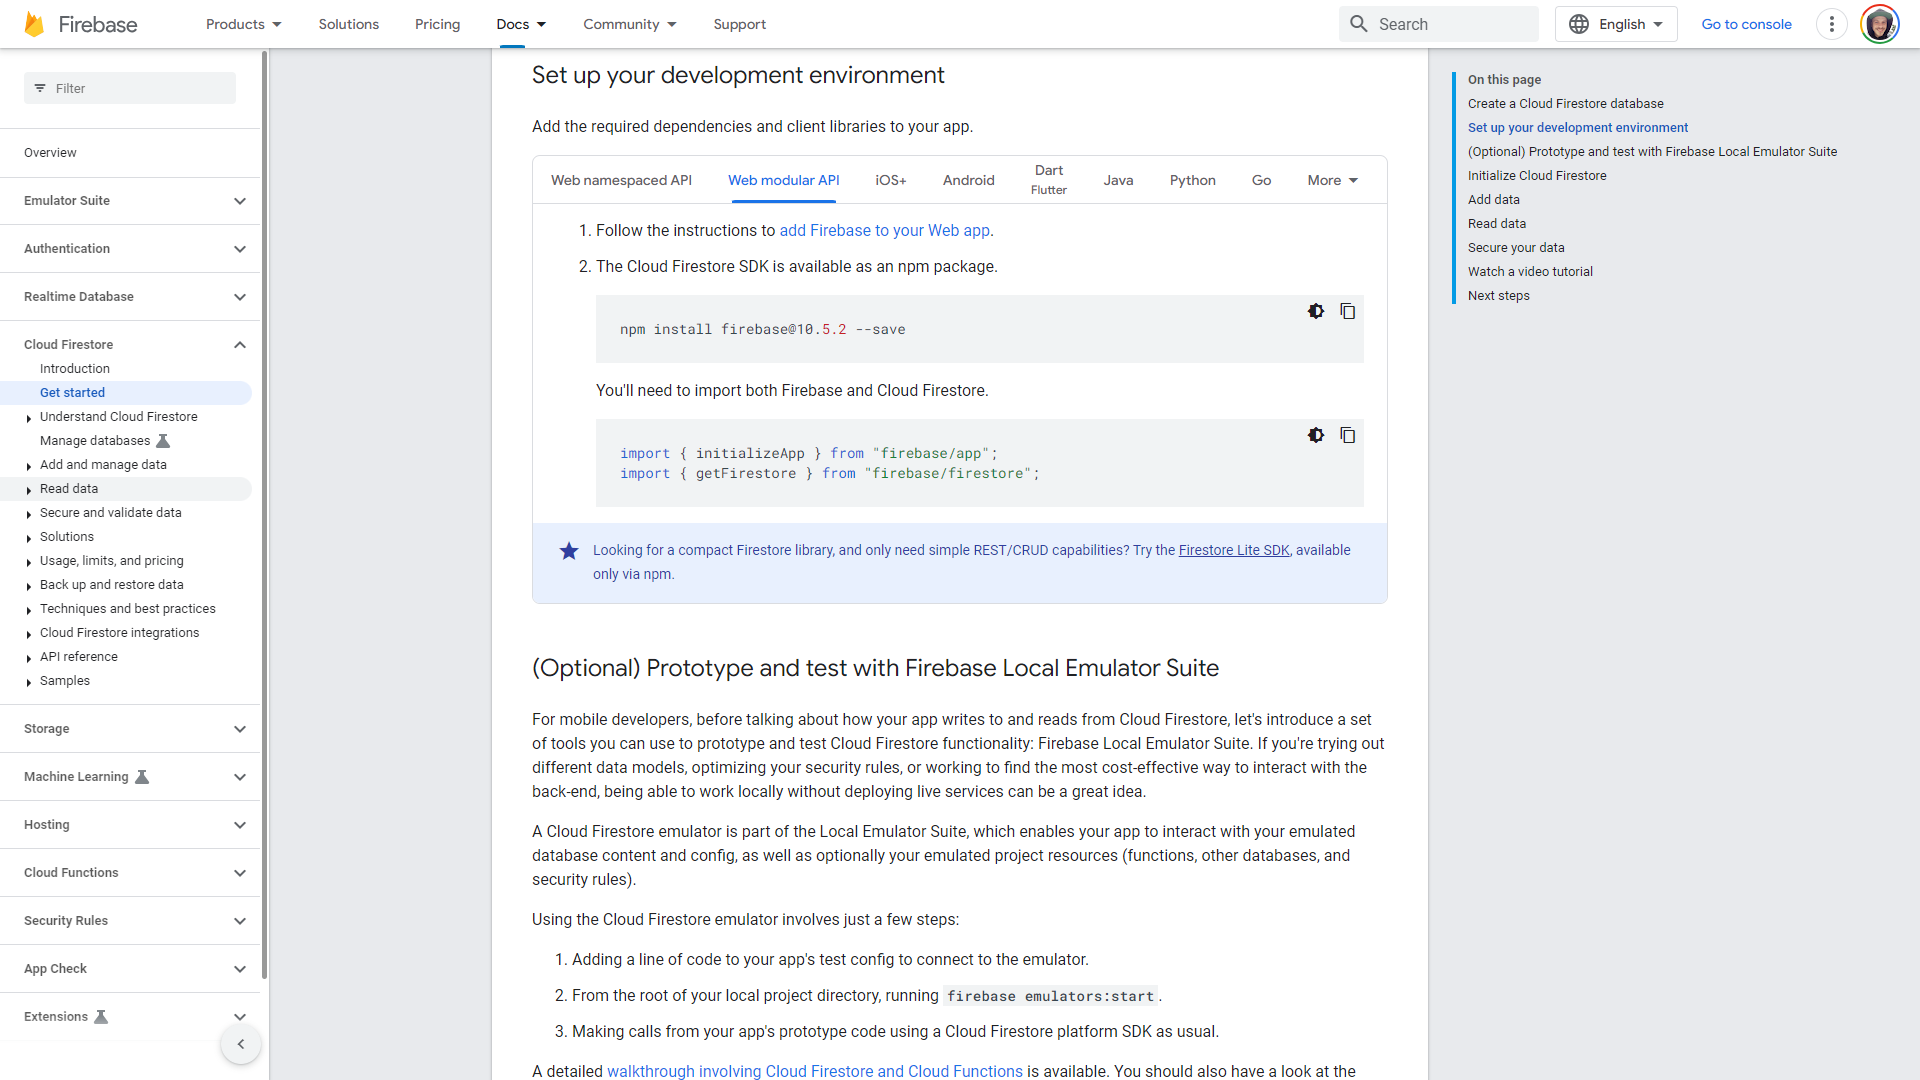 Firebase
Products
Solutions
Pricing
Docs
Community
Support
Search
English
Go to console
Filter
Overview
Emulator Suite
Authentication
Realtime Database
Cloud Firestore
Introduction
Get started
Understand Cloud Firestore
Manage databases
Add and manage data
Read data
Secure and validate data
Solutions
Usage, limits, and pricing
Back up and restore data
Techniques and best practices
Cloud Firestore integrations
API reference
Samples
Storage
Machine Learning
Hosting
Cloud Functions
Security Rules
App Check
Extensions
Set up your development environment
Add the required dependencies and client libraries to your app.
Web namespaced API
Web modular API
iOS+
Android
Dart
Flutter
Java
Python
Go
More
1. Follow the instructions to add Firebase to your Web app.
2. The Cloud Firestore SDK is available as an npm package.
npm install firebase@10.5.2 --save
You'll need to import both Firebase and Cloud Firestore.
import { initializeApp } from "firebase/app";
import { getFirestore } from "firebase/firestore";
Looking for a compact Firestore library, and only need simple REST/CRUD capabilities? Try the Firestore Lite SDK, available
only via npm.
(Optional) Prototype and test with Firebase Local Emulator Suite
For mobile developers, before talking about how your app writes to and reads from Cloud Firestore, let's introduce a set
of tools you can use to prototype and test Cloud Firestore functionality: Firebase Local Emulator Suite. If you're trying out
different data models, optimizing your security rules, or working to find the most cost-effective way to interact with the
back-end, being able to work locally without deploying live services can be a great idea.
A Cloud Firestore emulator is part of the Local Emulator Suite, which enables your app to interact with your emulated
database content and config, as well as optionally your emulated project resources (functions, other databases, and
security rules).
Using the Cloud Firestore emulator involves just a few steps:
1. Adding a line of code to your app's test config to connect to the emulator.
2. From the root of your local project directory, running firebase emulators:start.
3. Making calls from your app's prototype code using a Cloud Firestore platform SDK as usual.
A detailed walkthrough involving Cloud Firestore and Cloud Functions is available. You should also have a look at the
On this page
Create a Cloud Firestore database
Set up your development environment
(Optional) Prototype and test with Firebase Local Emulator Suite
Initialize Cloud Firestore
Add data
Read data
Secure your data
Watch a video tutorial
Next steps